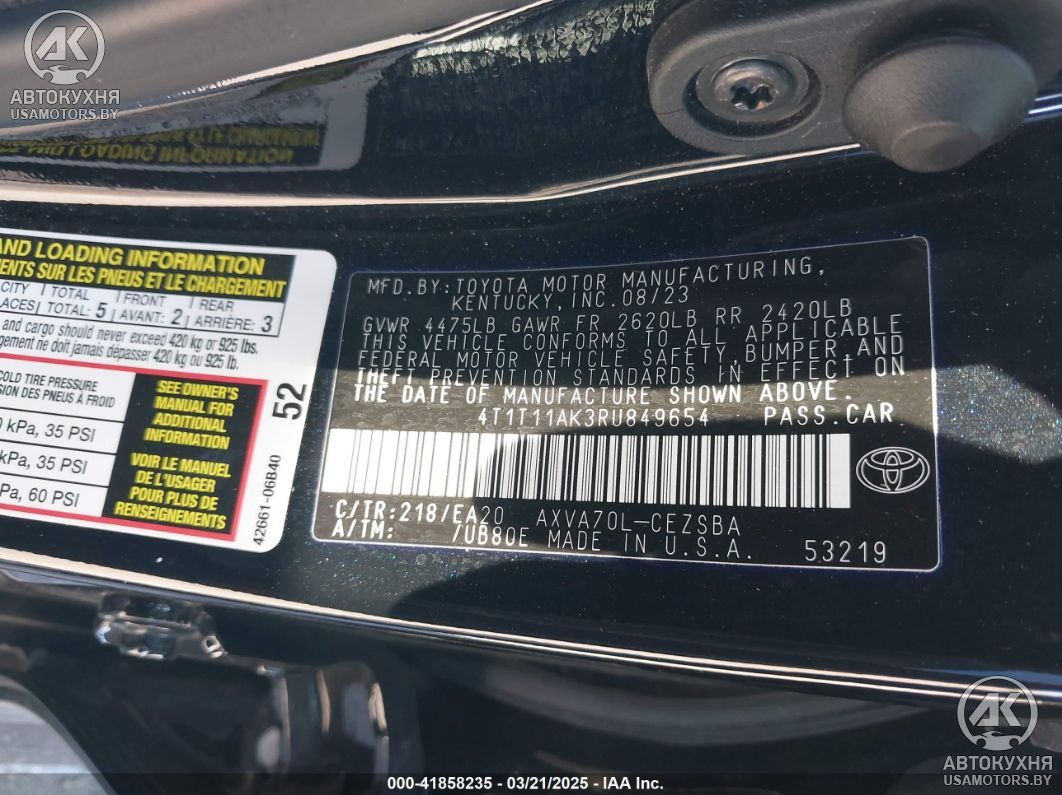 АВТОКУХНЯ
USAMOTORS.BY
AND LOADING INFORMATION
MENTS SUR LES PNEUS ET LE CHARGEMENT
CITY TOTAL FRONT REAR
PLACES TOTAL: 5 AVANT: 2 ARRIÈRE: 3
and cargo should never exceed 420 kg or 925 lbs.
gement ne doit jamais dépasser 420 kg ou 925 lb.
COLD TIRE PRESSURE
SION DES PNEUS À FROID
kPa, 35 PSI
kPa, 35 PSI
Pa, 60 PSI
SEE OWNER'S
MANUAL FOR
ADDITIONAL
INFORMATION
VOIR LE MANUEL
DE L'USAGER
POUR PLUS DE
RENSEIGNEMENTS
52
42661-06B40
MFD.BY:TOYOTA MOTOR MANUFACTURING,
KENTUCKY, INC.08/23
GVWR 4475LB GAWR FR 2620LB RR 2420LB
THIS VEHICLE CONFORMS TO ALL APPLICABLE
FEDERAL MOTOR VEHICLE SAFETY,BUMPER,AND
THEFT PREVENTION STANDARDS IN EFFECT ON
THE DATE OF MANUFACTURE SHOWN ABOVE.
4T1T11AK3RU849654 PASS.CAR
C/TR:218/EA20 AXVA70L-CEZSBA
A/TM: /UB80E MADE IN U.S.A. 53219
АВТОКУХНЯ
USAMOTORS.BY
000-41858235 - 03/21/2025 - IAA Inc.